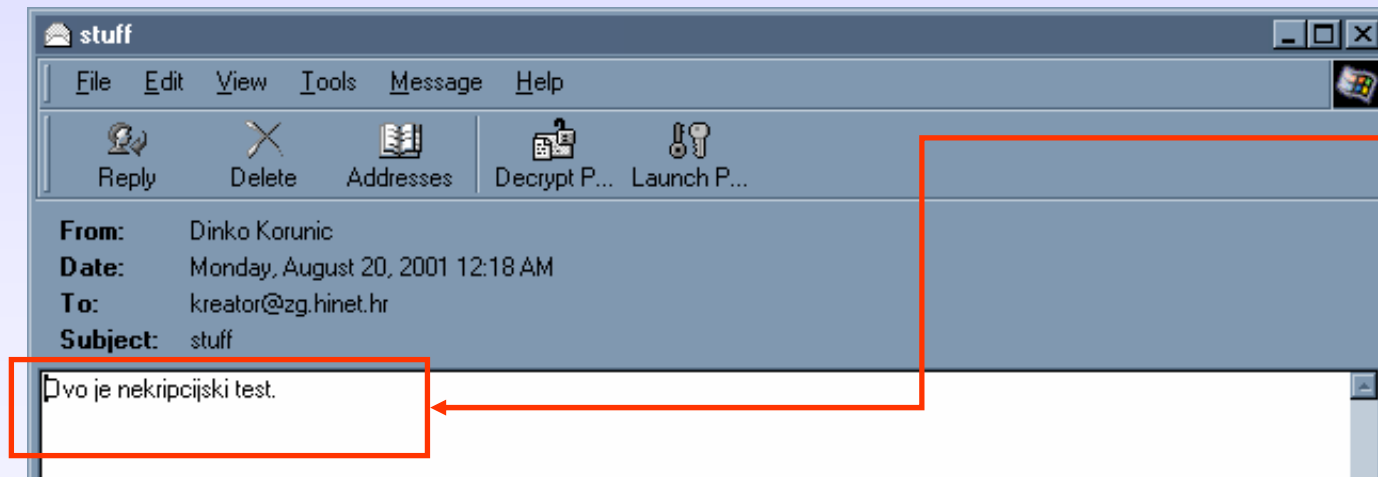 stuff
File Edit View Tools Message Help
Reply Delete Addresses Decrypt P... Launch P...
From: Dinko Korunic
Date: Monday, August 20, 2001 12:18 AM
To: kreator@zg.hinet.hr
Subject: stuff
Ovo je nekripcijski test.